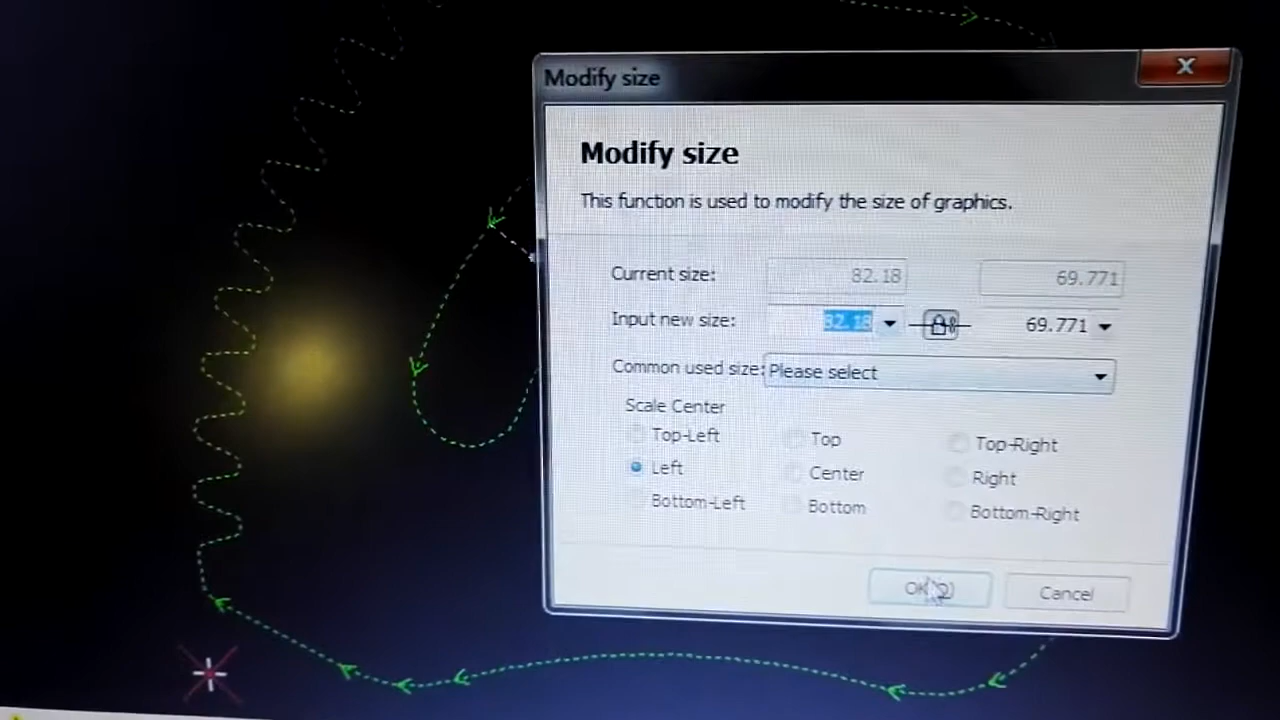 Modify size
X
Modify size
This function is used to modify the size of graphics.
Current size: 82.18 69.771
Input new size: 82.18 69.771
Common used size: Please select
Scale Center
Top-Left Top Top-Right
Left Center Right
Bottom-Left Bottom Bottom-Right
Cancel